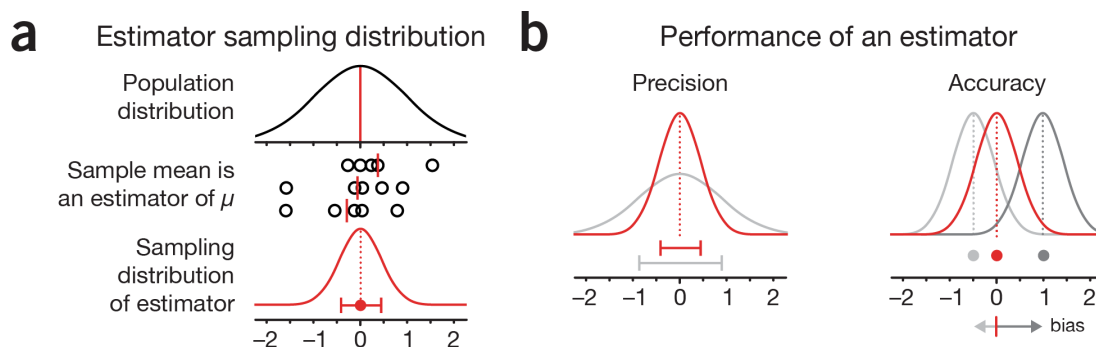 a Estimator sampling distribution
Population
distribution
Sample mean is
an estimator of μ
Sampling
distribution
of estimator
−2 −1 0 1 2
b Performance of an estimator
Precision
−2 −1 0 1 2
Accuracy
−2 −1 0 1 2
bias